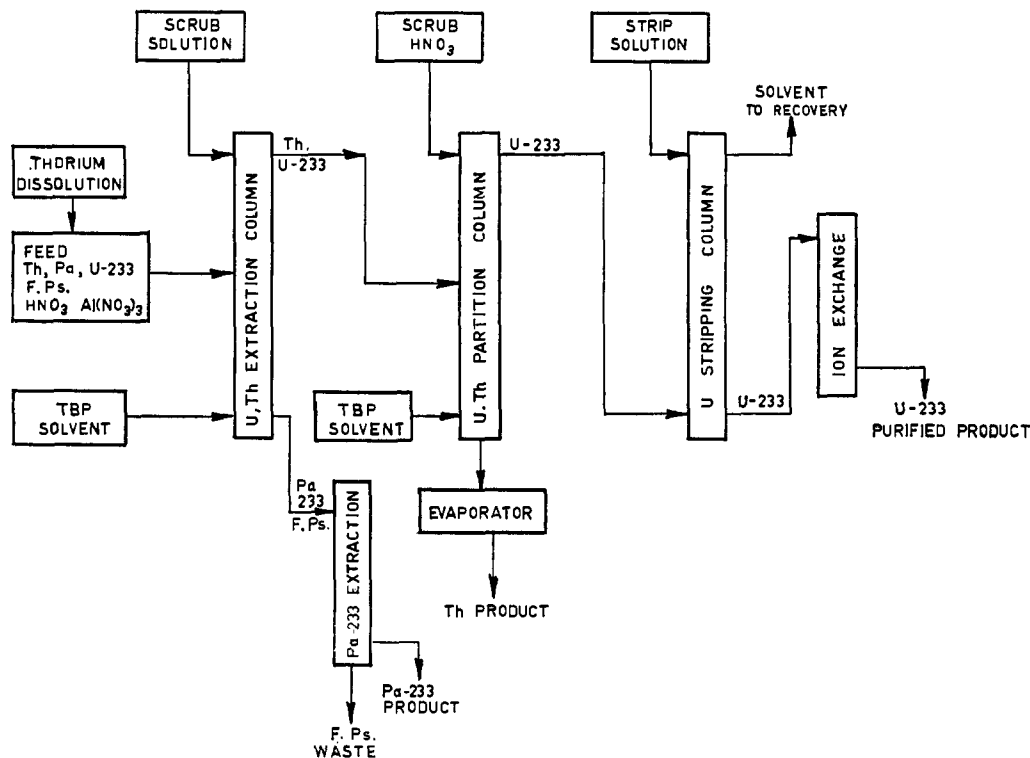 SCRUB
SOLUTION
SCRUB
HNO₃
STRIP
SOLUTION
SOLVENT
TO RECOVERY
THORIUM
DISSOLUTION
Th.
U-233
U-233
FEED
Th, Pa, U-233
F. Ps.
HNO₃ Al(NO₃)₃
U,Th EXTRACTION COLUMN
U.Th PARTITION COLUMN
U STRIPPING COLUMN
ION EXCHANGE
TBP
SOLVENT
TBP
SOLVENT
U-233
U-233
PURIFIED PRODUCT
Pa
233
F. Ps.
EVAPORATOR
Pa-233 EXTRACTION
Th PRODUCT
Pa-233
PRODUCT
F. Ps.
WASTE